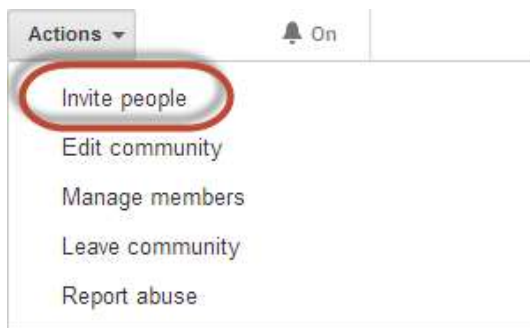 Actions On
Invite people
Edit community
Manage members
Leave community
Report abuse